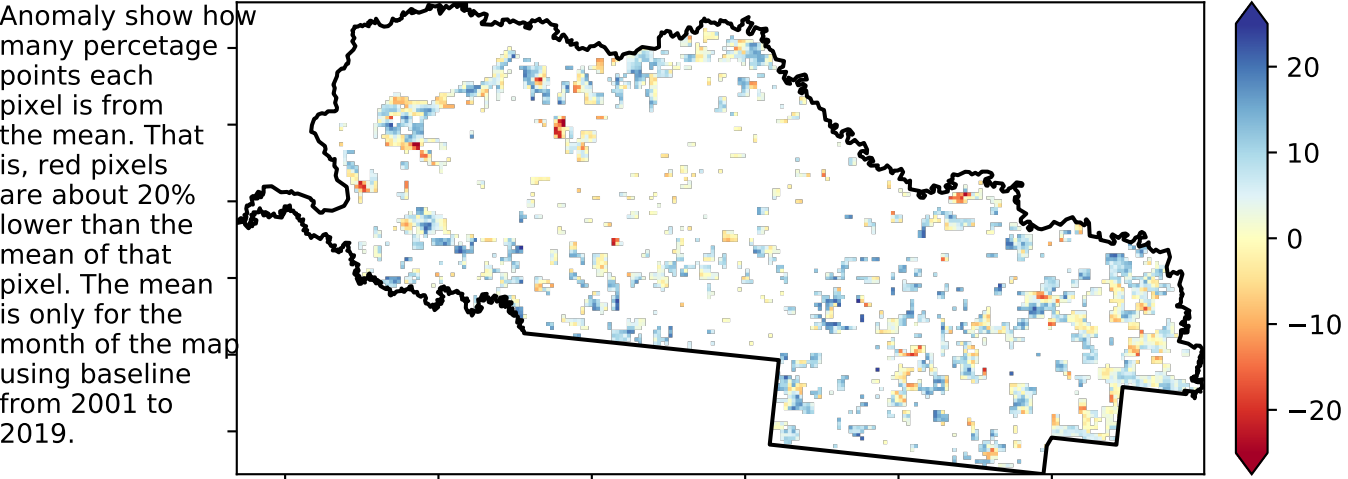 Anomaly show how
many percetage
points each
pixel is from
the mean. That
is, red pixels
are about 20%
lower than the
mean of that
pixel. The mean
is only for the
month of the map
using baseline
from 2001 to
2019.
20
10
0
−10
−20